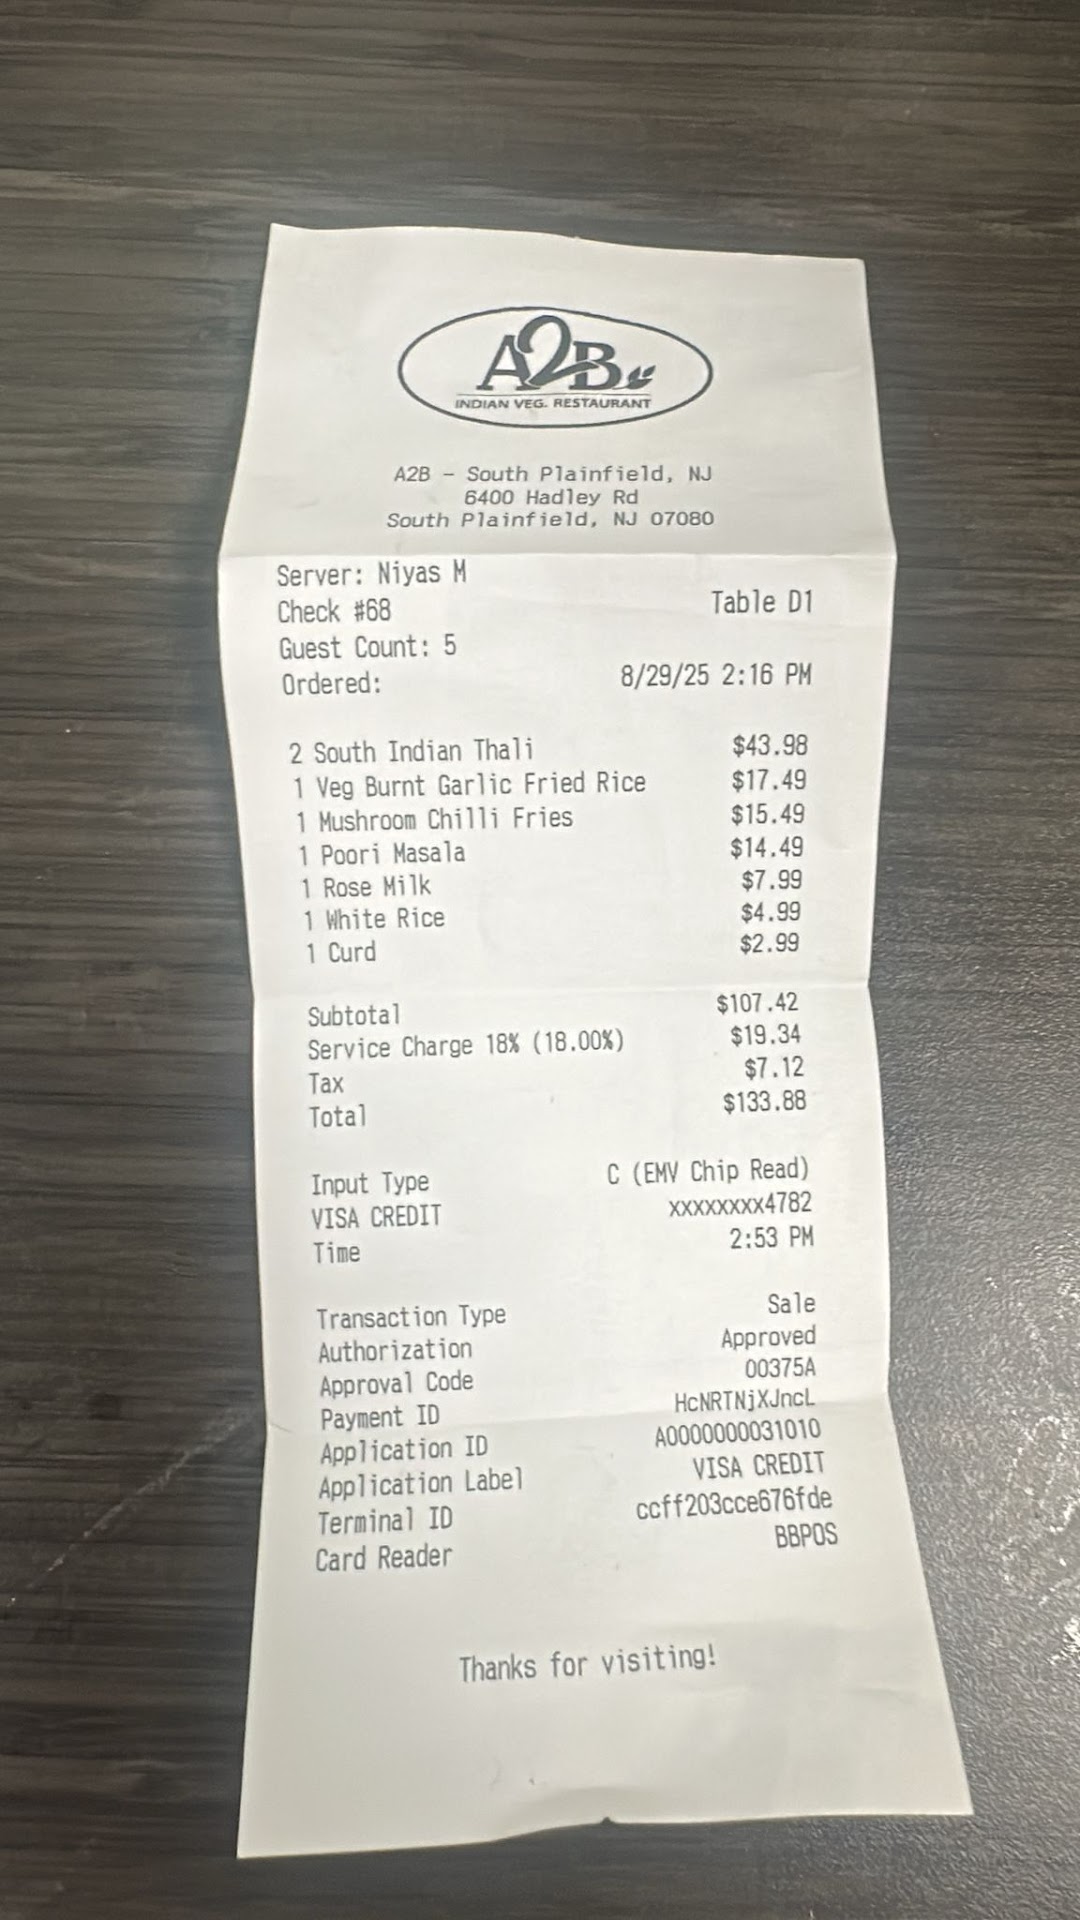 A2B
INDIAN VEG. RESTAURANT
A2B - South Plainfield, NJ
6400 Hadley Rd
South Plainfield, NJ 07080
Server: Niyas M
Check #68 Table D1
Guest Count: 5
Ordered: 8/29/25 2:16 PM
2 South Indian Thali $43.98
1 Veg Burnt Garlic Fried Rice $17.49
1 Mushroom Chilli Fries $15.49
1 Poori Masala $14.49
1 Rose Milk $7.99
1 White Rice $4.99
1 Curd $2.99
Subtotal $107.42
Service Charge 18% (18.00%) $19.34
Tax $7.12
Total $133.88
Input Type C (EMV Chip Read)
VISA CREDIT xxxxxxxx4782
Time 2:53 PM
Transaction Type Sale
Authorization Approved
Approval Code 00375A
Payment ID HcNRTNjXJncL
Application ID A0000000031010
Application Label VISA CREDIT
Terminal ID ccff203cce676fde
Card Reader BBPOS
Thanks for visiting!